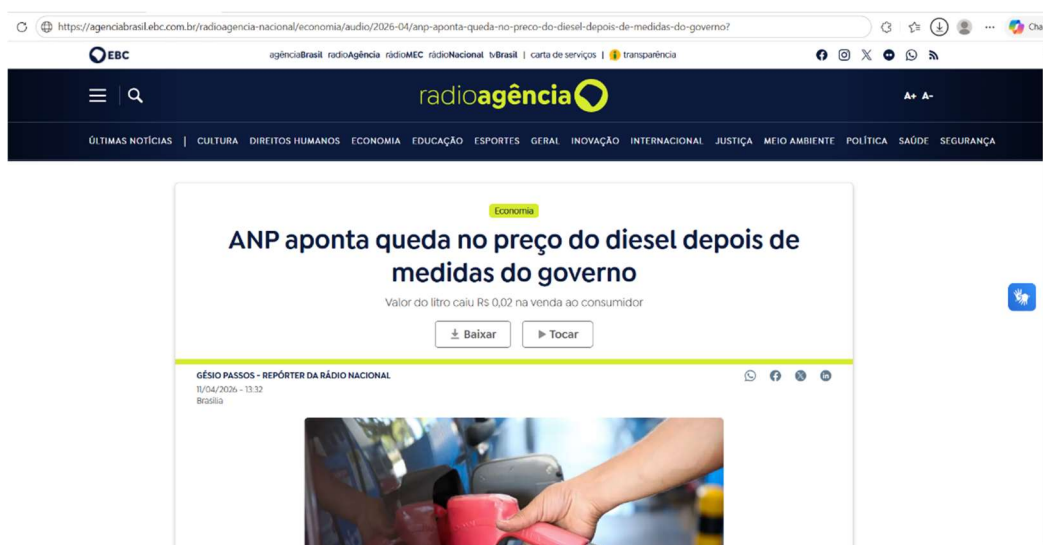 https://agenciabrasil.ebc.com.br/radioagencia-nacional/economia/audio/2026-04/anp-aponta-queda-no-preco-do-diesel-depois-de-medidas-do-governo?
Cha
EBC
agênciaBrasil radioAgência rádioMEC rádioNacional tvBrasil | carta de serviços | transparência
radioagência
A+ A-
ÚLTIMAS NOTÍCIAS | CULTURA DIREITOS HUMANOS ECONOMIA EDUCAÇÃO ESPORTES GERAL INOVAÇÃO INTERNACIONAL JUSTIÇA MEIO AMBIENTE POLÍTICA SAÚDE SEGURANÇA
Economia
ANP aponta queda no preço do diesel depois de
medidas do governo
Valor do litro caiu R$ 0,02 na venda ao consumidor
Baixar Tocar
GÉSIO PASSOS - REPÓRTER DA RÁDIO NACIONAL
11/04/2026 - 13:32
Brasília